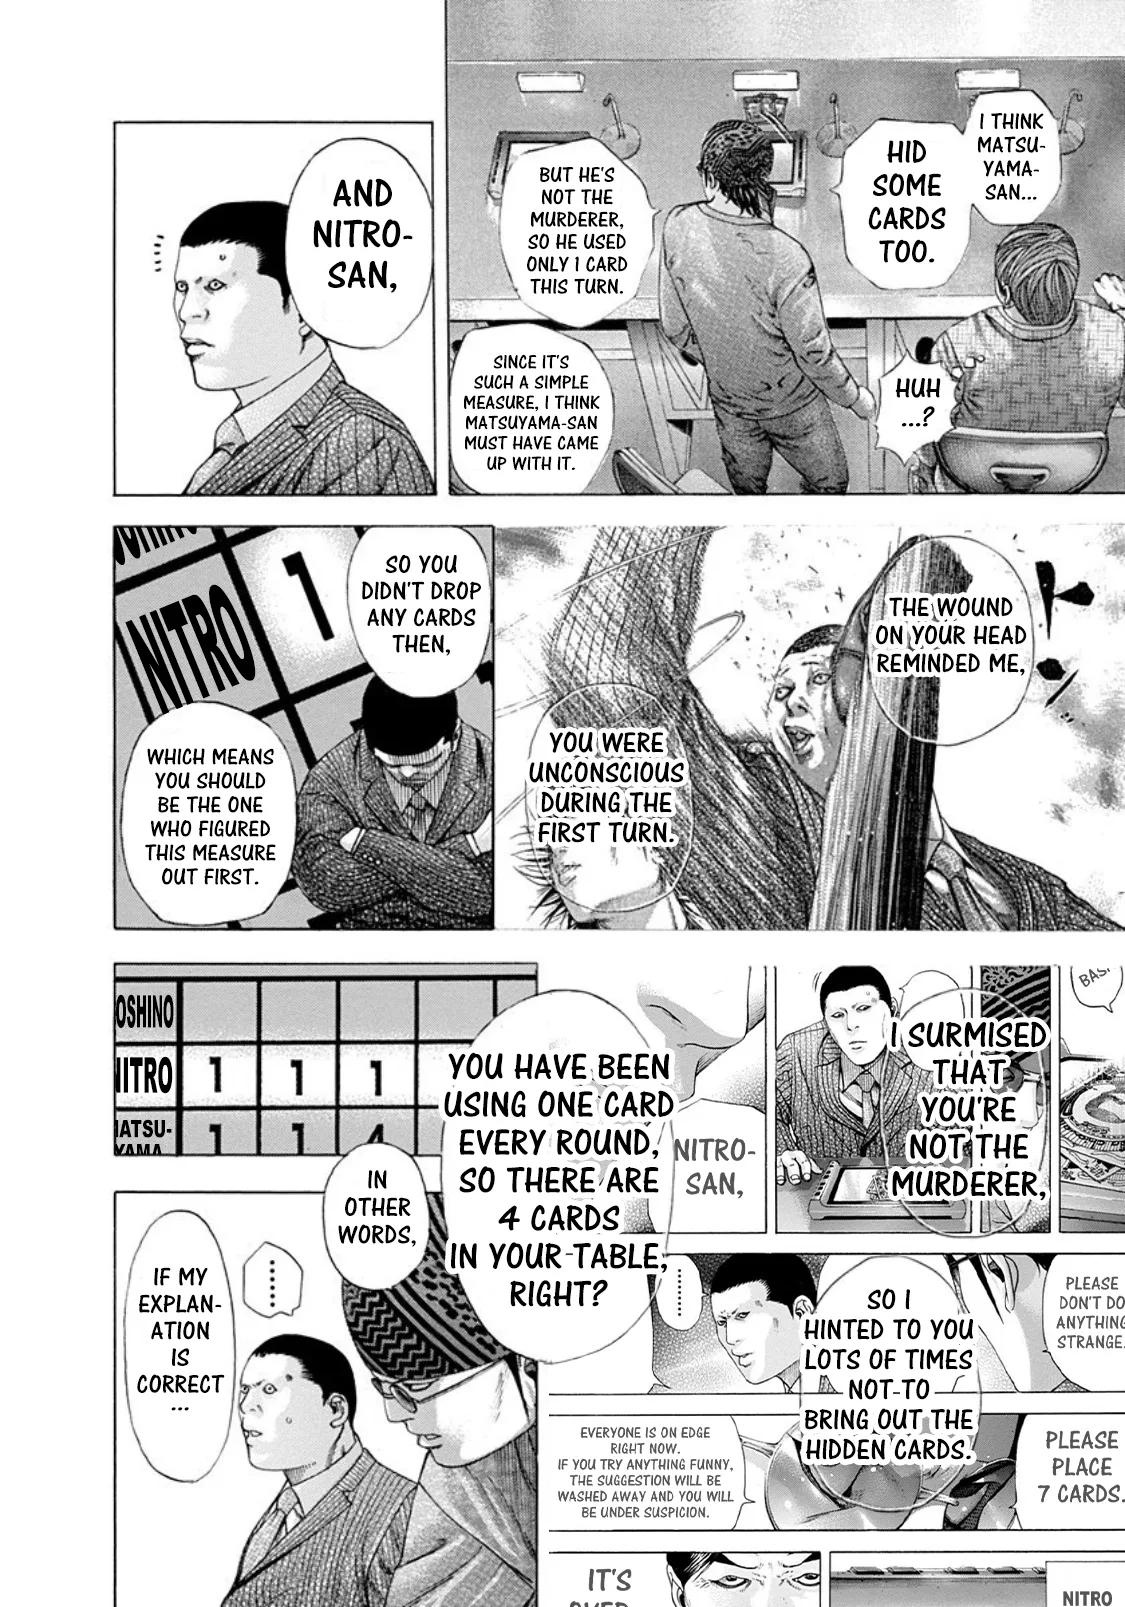 I THINK
MATSU-
YAMA-
SAN...
HID
SOME
CARDS
TOO.
HUH
...?
BUT HE'S
NOT THE
MURDERER,
SO HE USED
ONLY 1 CARD
THIS TURN.
SINCE IT'S
SUCH A SIMPLE
MEASURE, I THINK
MATSUYAMA-SAN
MUST HAVE CAME
UP WITH IT.
AND
NITRO-
SAN,
THE WOUND
ON YOUR HEAD
REMINDED ME,
YOU WERE
UNCONSCIOUS
DURING THE
FIRST TURN.
SO YOU
DIDN'T DROP
ANY CARDS
THEN,
NITRO 1
WHICH MEANS
YOU SHOULD
BE THE ONE
WHO FIGURED
THIS MEASURE
OUT FIRST.
I SURMISED
THAT
YOU'RE
NOT THE
MURDERER,
NITRO-
SAN,
PLEASE
DON'T DO
ANYTHING
STRANGE.
SO I
HINTED TO YOU
LOTS OF TIMES
NOT TO
BRING OUT THE
HIDDEN CARDS.
......
PLEASE
PLACE
7 CARDS.
EVERYONE IS ON EDGE
RIGHT NOW.
IF YOU TRY ANYTHING FUNNY,
THE SUGGESTION WILL BE
WASHED AWAY AND YOU WILL
BE UNDER SUSPICION.
NITRO
IT'S
YOU HAVE BEEN
USING ONE CARD
EVERY ROUND,
SO THERE ARE
4 CARDS
IN YOUR TABLE,
RIGHT?
OSHINO
NITRO 1 1 1
MATSU-
YAMA 1 1 4
IN
OTHER
WORDS,
......
IF MY
EXPLAN-
ATION
IS
CORRECT
...